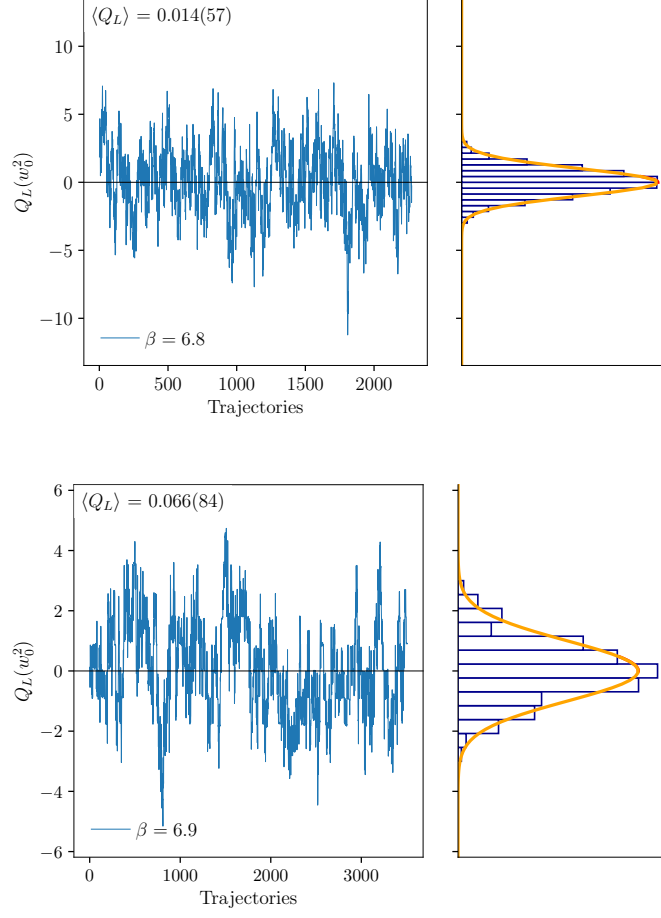 ⟨Q_L⟩ = 0.014(57)
10
5
0
−5
−10
Q_L(w_0^2)
β = 6.8
0 500 1000 1500 2000
Trajectories
⟨Q_L⟩ = 0.066(84)
6
4
2
0
−2
−4
−6
Q_L(w_0^2)
β = 6.9
0 1000 2000 3000
Trajectories